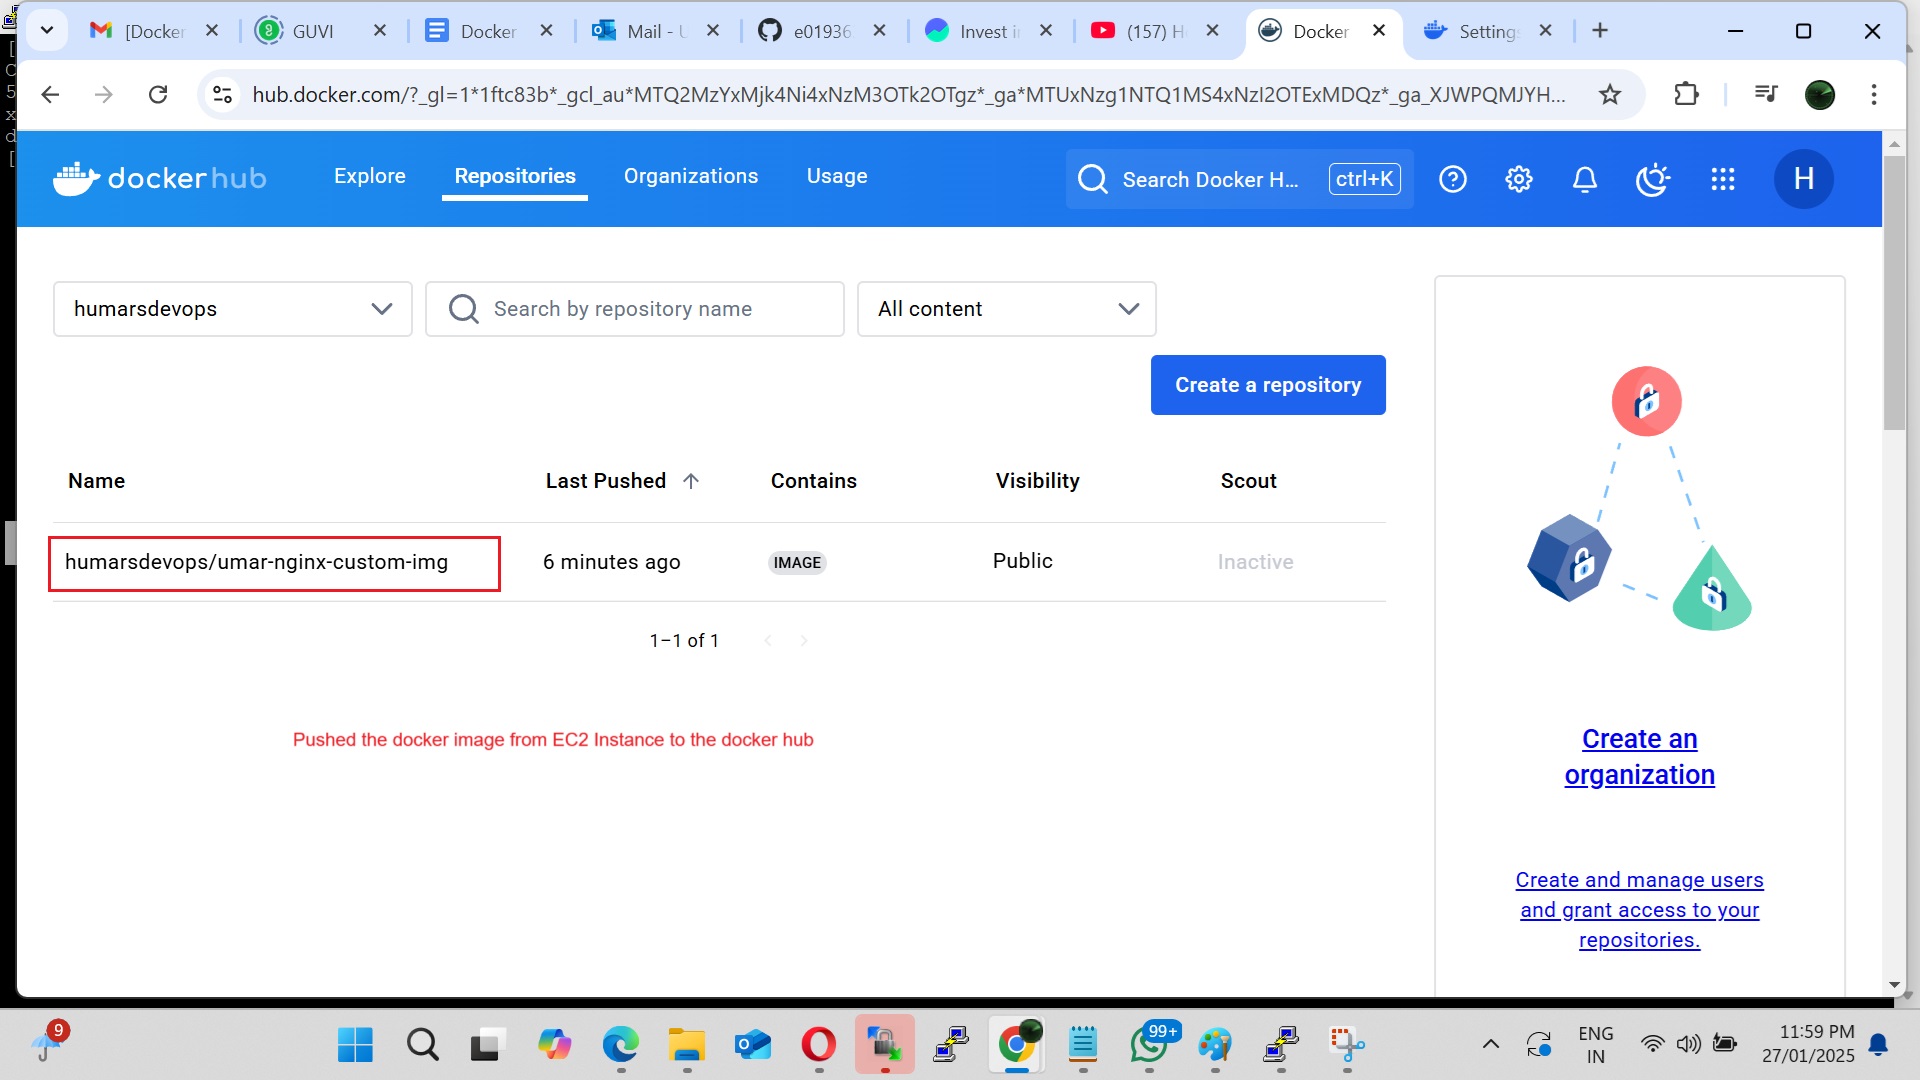 [Docker
GUVI
Docker
Mail - U
e01936
Invest i
(157) H
Docker
Settings
hub.docker.com/?_gl=1*1ftc83b*_gcl_au*MTQ2MzYxMjk4Ni4xNzM3OTk2OTgz*_ga*MTUxNzg1NTQ1MS4xNzI2OTExMDQz*_ga_XJWPQMJYH...
dockerhub
Explore
Repositories
Organizations
Usage
Search Docker H...
ctrl+K
H
humarsdevops
Search by repository name
All content
Create a repository
Name
Last Pushed
Contains
Visibility
Scout
humarsdevops/umar-nginx-custom-img
6 minutes ago
IMAGE
Public
Inactive
1–1 of 1
Pushed the docker image from EC2 Instance to the docker hub
Create an
organization
Create and manage users
and grant access to your
repositories.
9
99+
ENG
IN
11:59 PM
27/01/2025